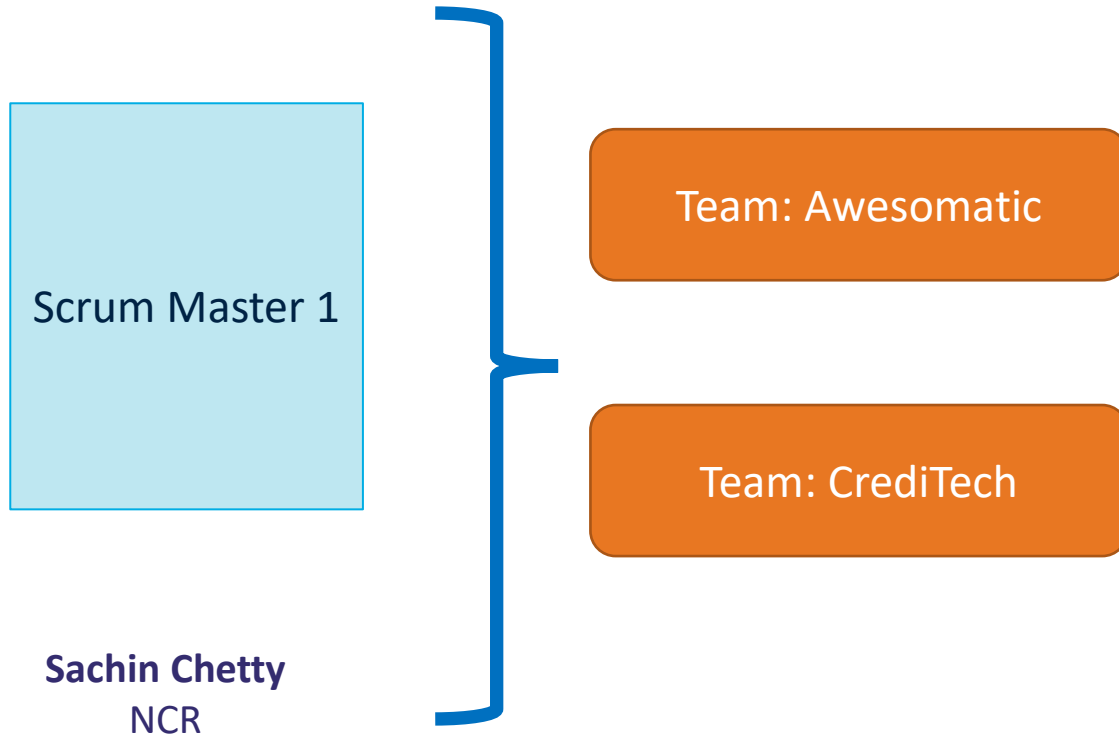 Scrum Master 1
Sachin Chetty
NCR
Team: Awesomatic
Team: CrediTech